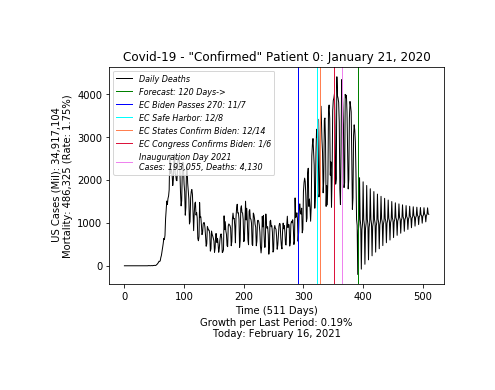 Covid-19 - "Confirmed" Patient 0: January 21, 2020
Daily Deaths
Forecast: 120 Days->
EC Biden Passes 270: 11/7
EC Safe Harbor: 12/8
EC States Confirm Biden: 12/14
EC Congress Confirms Biden: 1/6
Inauguration Day 2021
Cases: 193,055, Deaths: 4,130
US Cases (Mil): 34,917,104
Mortality: 486,325 (Rate: 1.75%)
4000
3000
2000
1000
0
0 100 200 300 400 500
Time (511 Days)
Growth per Last Period: 0.19%
Today: February 16, 2021